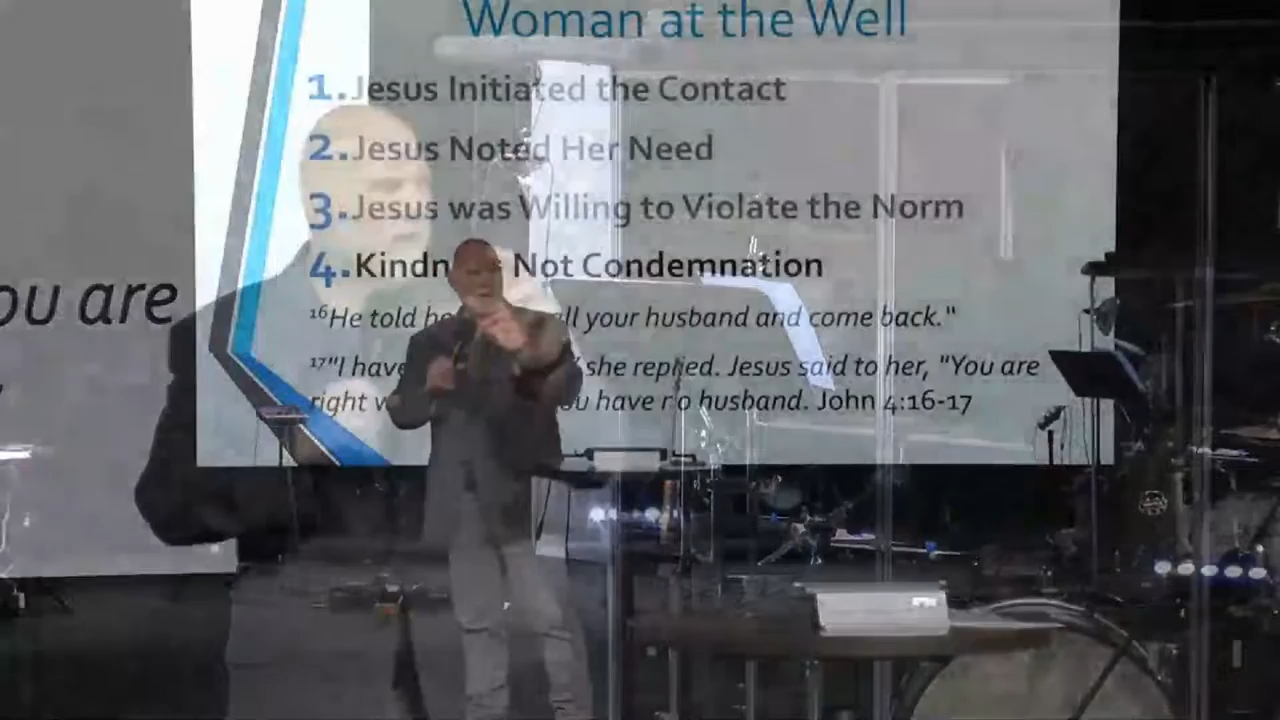 Woman at the Well
1. Jesus Initiated the Contact
2. Jesus Noted Her Need
3. Jesus was Willing to Violate the Norm
4. Kindn Not Condemnation
16He told ll your husband and come back."
17"I have she replied. Jesus said to her, "You are
right ou have no husband. John 4:16-17
ou are